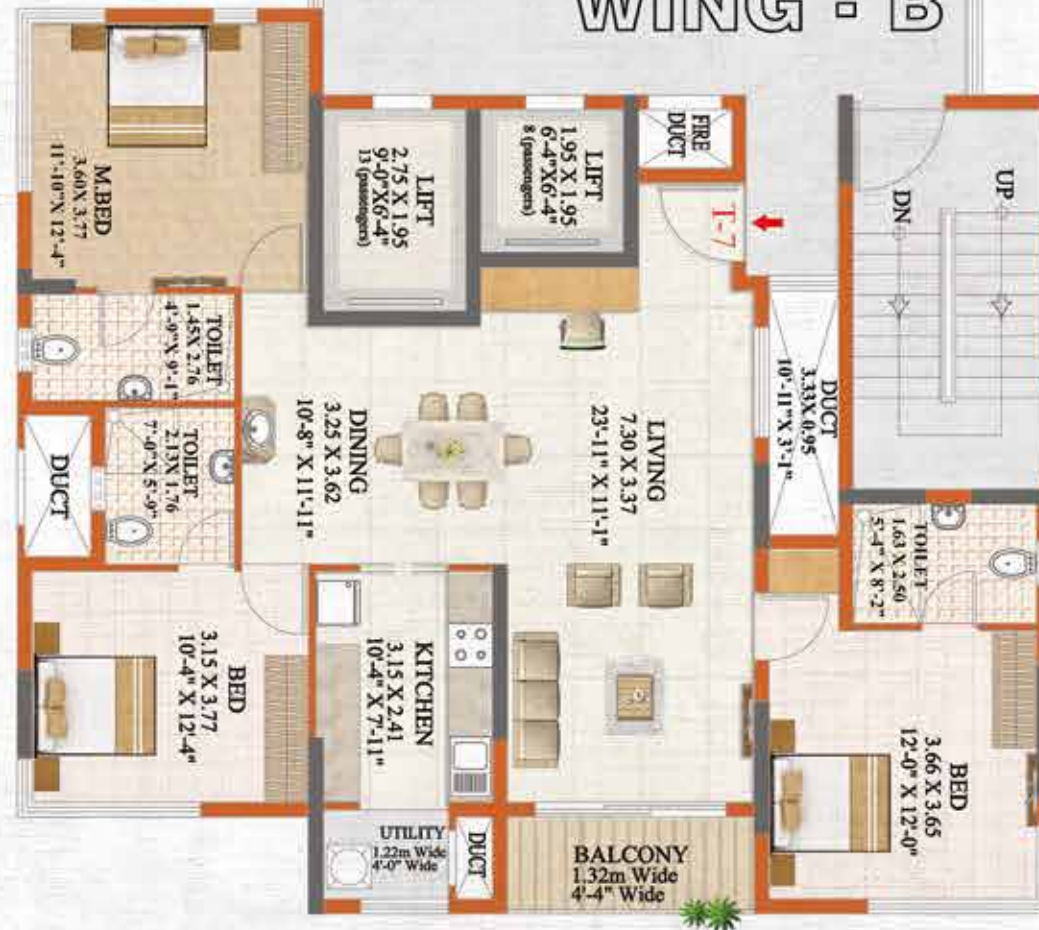 WING - B
M.BED
3.60X 3.77
11'-10"X 12'-4"
LIFT
2.75 X 1.95
9'-0"X6'-4"
13 (passengers)
LIFT
1.95 X 1.95
6'-4"X6'-4"
8 (passengers)
FIRE
DUCT
T-7
UP
DN
TOILET
1.45X 2.76
4'-9"X 9'-1"
DUCT
3.33X 0.95
10'-11"X 3'-1"
LIVING
7.30 X 3.37
23'-11" X 11'-1"
DINING
3.25 X 3.62
10'-8" X 11'-11"
TOILET
2.13X 1.76
7'-0"X 5'-9"
DUCT
TOILET
1.63 X 2.50
5'-4" X 8'-2"
BED
3.15 X 3.77
10'-4" X 12'-4"
KITCHEN
3.15 X 2.41
10'-4" X 7'-11"
BED
3.66 X 3.65
12'-0" X 12'-0"
UTILITY
1.22m Wide
4'-0" Wide
DUCT
BALCONY
1.32m Wide
4'-4" Wide